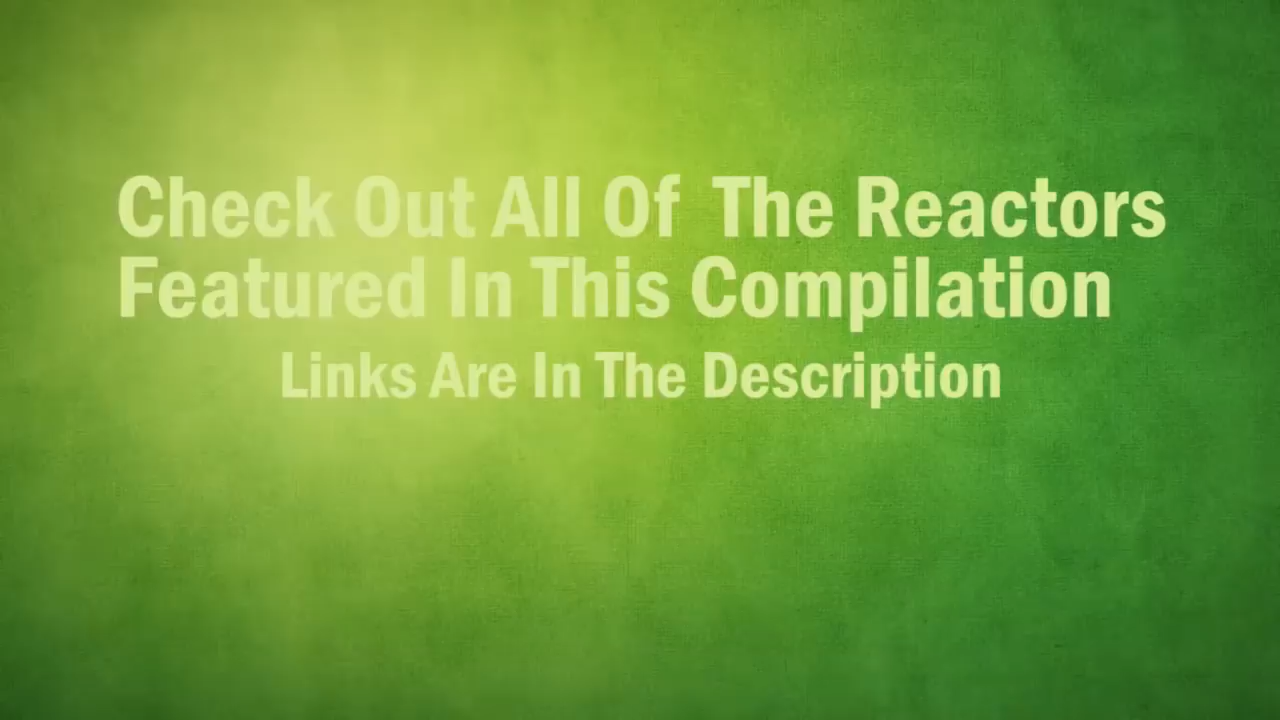 Check Out All Of The Reactors
Featured In This Compilation
Links Are In The Description